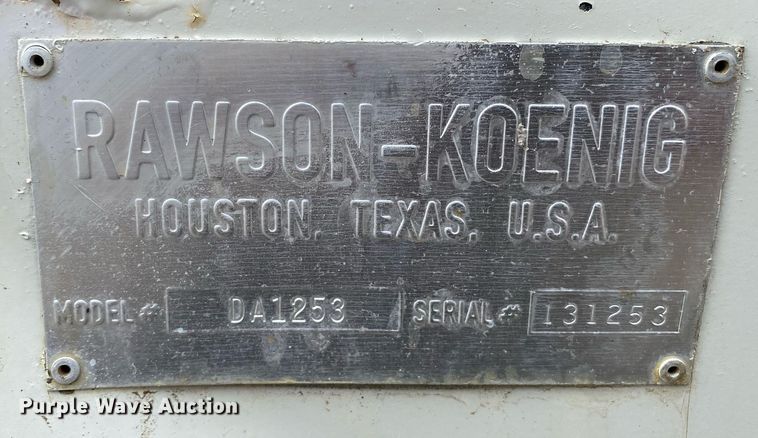 RAWSON-KOENIG
HOUSTON, TEXAS, U.S.A.
MODEL # DA1253 SERIAL # 131253
Purple Wave Auction